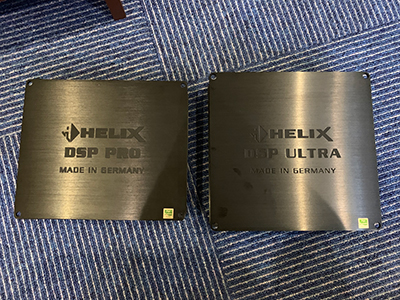 HELIX
DSP PRO
MADE IN GERMANY
HELIX
DSP ULTRA
MADE IN GERMANY